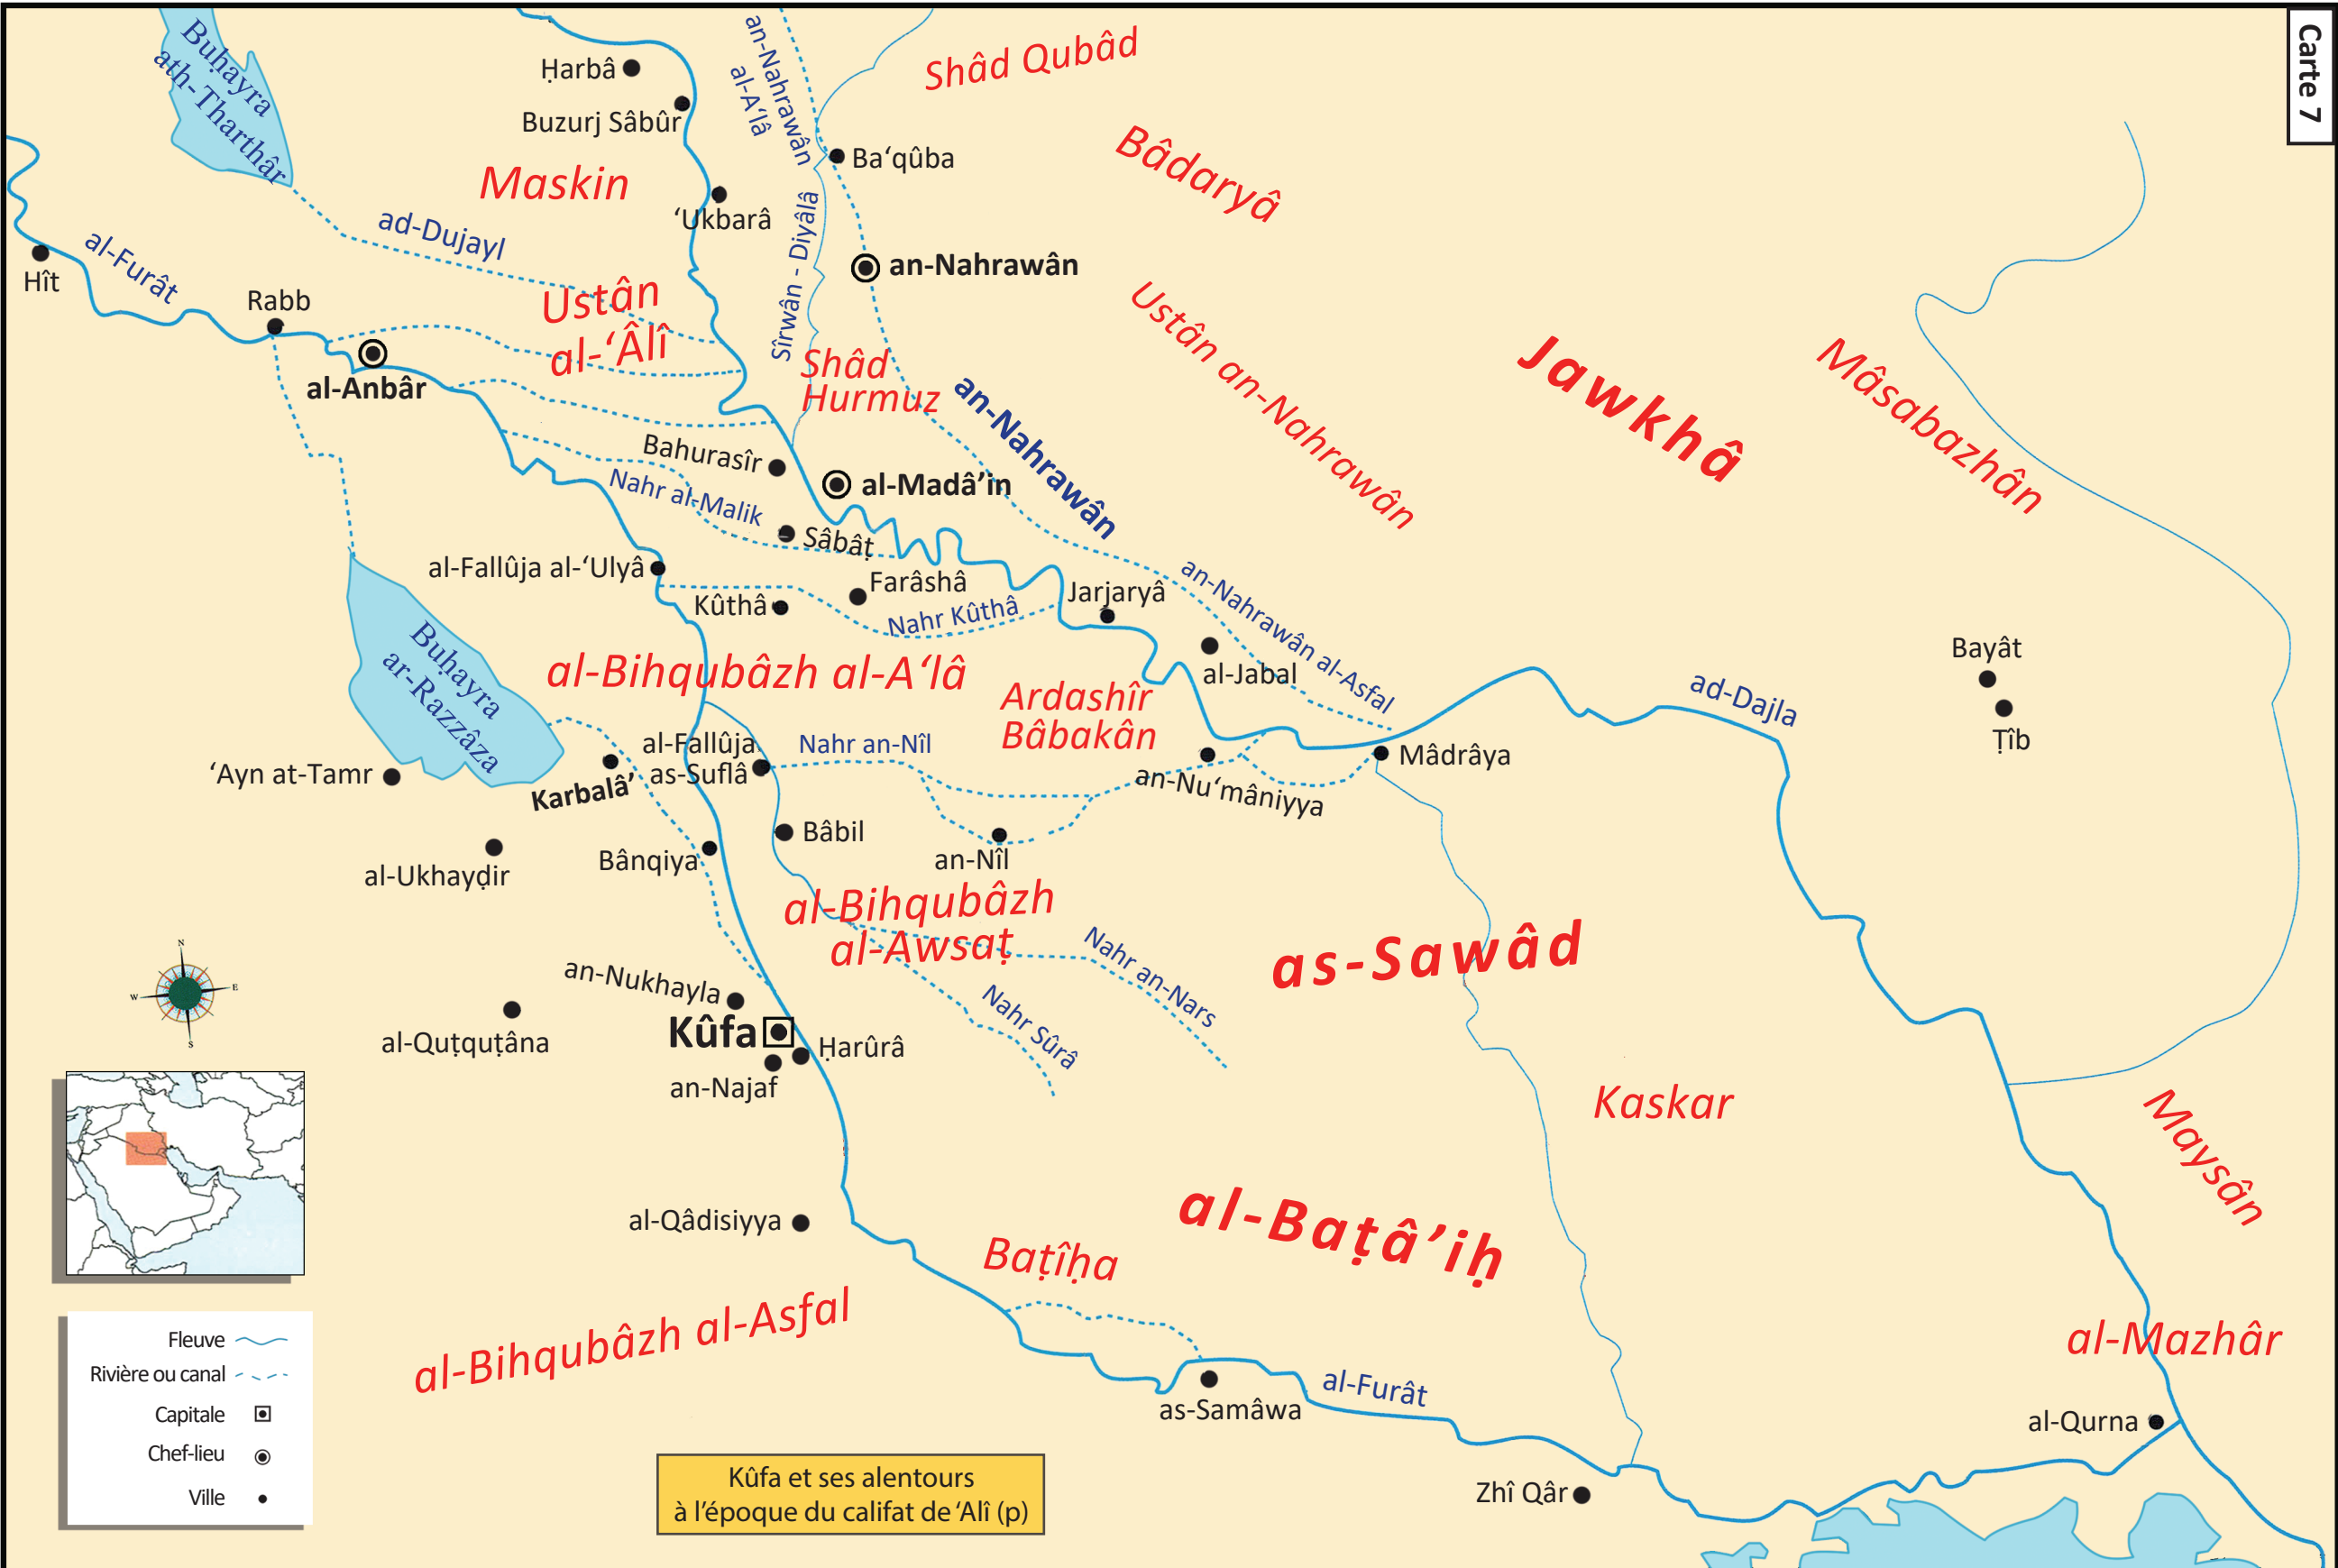 Carte 7
Buḥayra
ath-Tharthâr
Ḥarbâ
Buzurj Sâbûr
an-Nahrawân
al-A‘lâ
Shâd Qubâd
Ba‘qûba
Bâdaryâ
Maskin
‘Ukbarâ
Sîrwân - Diyâlâ
ad-Dujayl
al-Furât
Hît
Rabb
an-Nahrawân
Ustân
al-‘Âlî
al-Anbâr
Shâd
Hurmuz
an-Nahrawân
Ustân an-Nahrawân
Jawkhâ
Mâsabazhân
Bahurasîr
al-Madâ’in
Nahr al-Malik
Sâbâṭ
al-Fallûja al-‘Ulyâ
Farâshâ
Kûthâ
Nahr Kûthâ
Jarjaryâ
an-Nahrawân al-Asfal
al-Jabal
Bayât
Ṭîb
Buḥayra
ar-Razzâza
al-Bihqubâzh al-A‘lâ
Ardashîr
Bâbakân
ad-Dajla
al-Fallûja
as-Suflâ
Nahr an-Nîl
‘Ayn at-Tamr
Karbalâ’
an-Nu‘mâniyya
Mâdrâya
Bâbil
Bânqiya
an-Nîl
al-Ukhayḍir
al-Bihqubâzh
al-Awsaṭ
Nahr an-Nars
as-Sawâd
N
W
E
S
an-Nukhayla
Nahr Sûrâ
al-Quṭquṭâna
Kûfa
Ḥarûrâ
an-Najaf
Kaskar
Maysân
al-Qâdisiyya
al-Baṭâ’iḥ
Baṭîḥa
al-Bihqubâzh al-Asfal
al-Mazhâr
as-Samâwa
al-Furât
al-Qurna
Zhî Qâr
Fleuve
Rivière ou canal
Capitale
Chef-lieu
Ville
Kûfa et ses alentours
à l'époque du califat de ‘Alî (p)